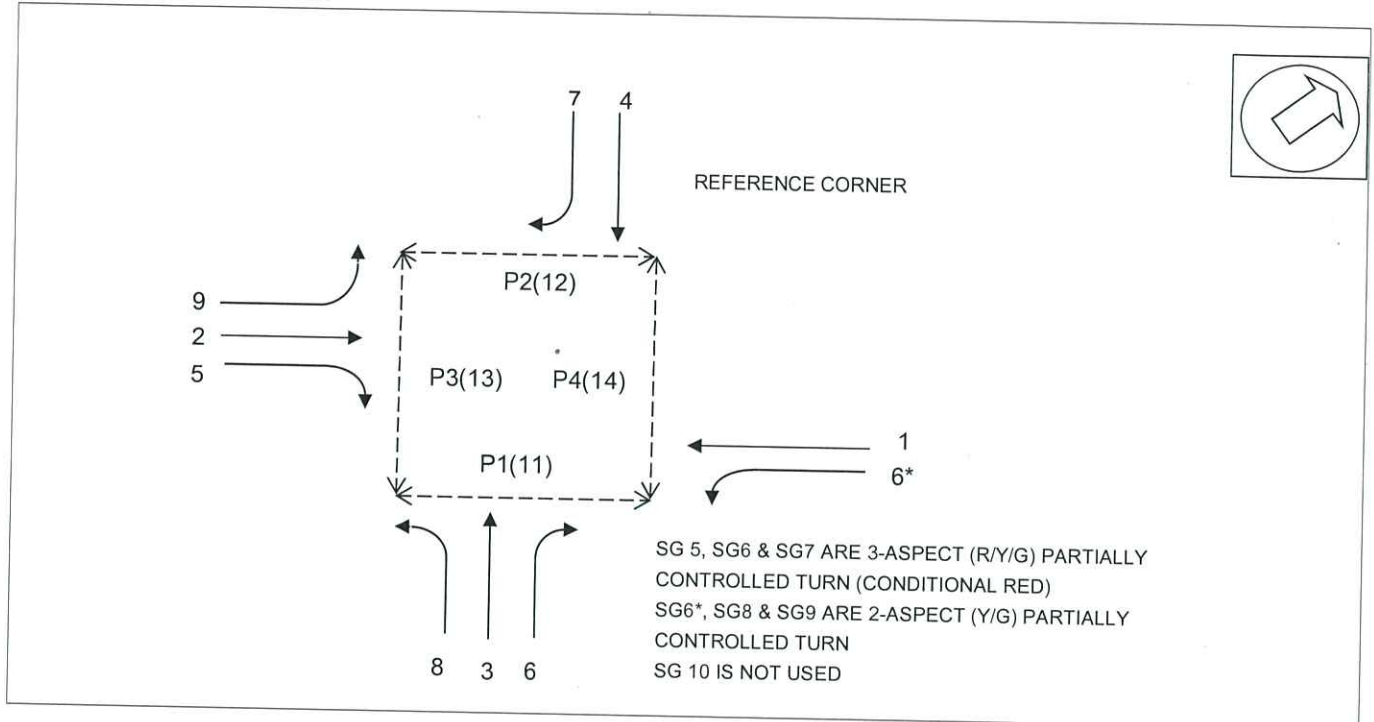 7 4
REFERENCE CORNER
P2(12)
9
2
5
P3(13) P4(14)
1
6*
P1(11)
SG 5, SG6 & SG7 ARE 3-ASPECT (R/Y/G) PARTIALLY
CONTROLLED TURN (CONDITIONAL RED)
SG6*, SG8 & SG9 ARE 2-ASPECT (Y/G) PARTIALLY
CONTROLLED TURN
SG 10 IS NOT USED
8 3 6